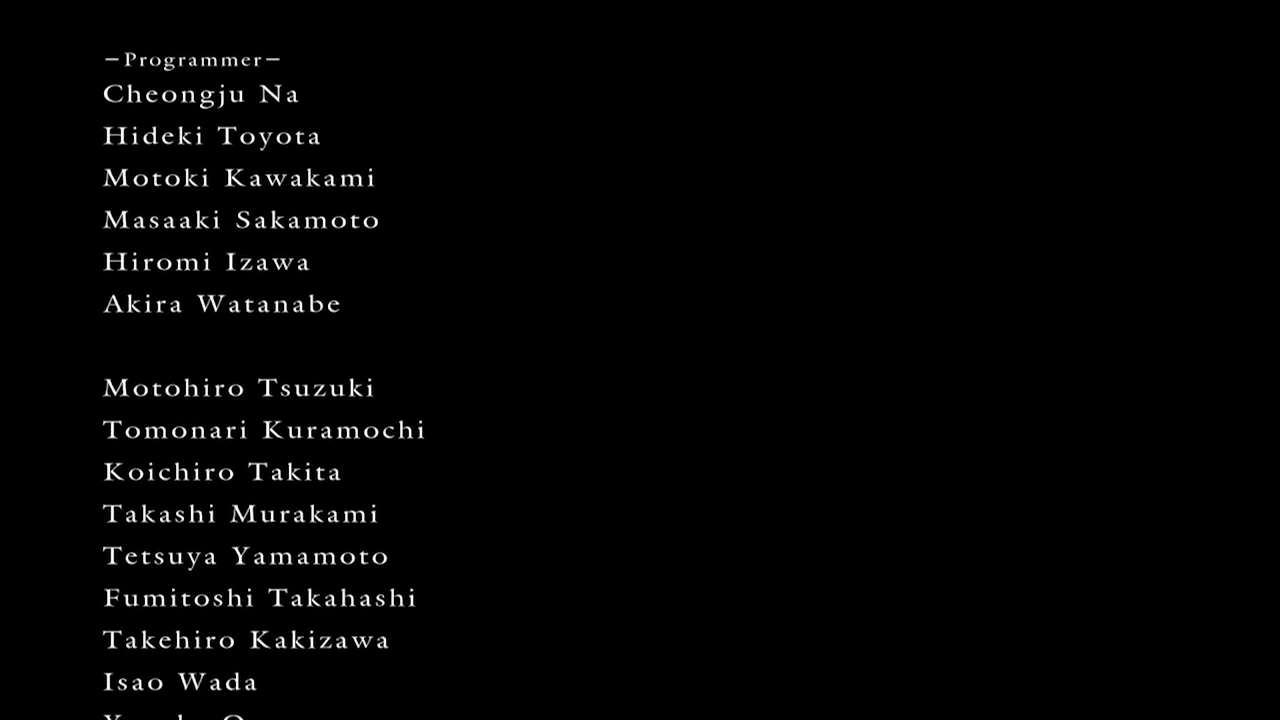 －Programmer－
Cheongju Na
Hideki Toyota
Motoki Kawakami
Masaaki Sakamoto
Hiromi Izawa
Akira Watanabe
Motohiro Tsuzuki
Tomonari Kuramochi
Koichiro Takita
Takashi Murakami
Tetsuya Yamamoto
Fumitoshi Takahashi
Takehiro Kakizawa
Isao Wada